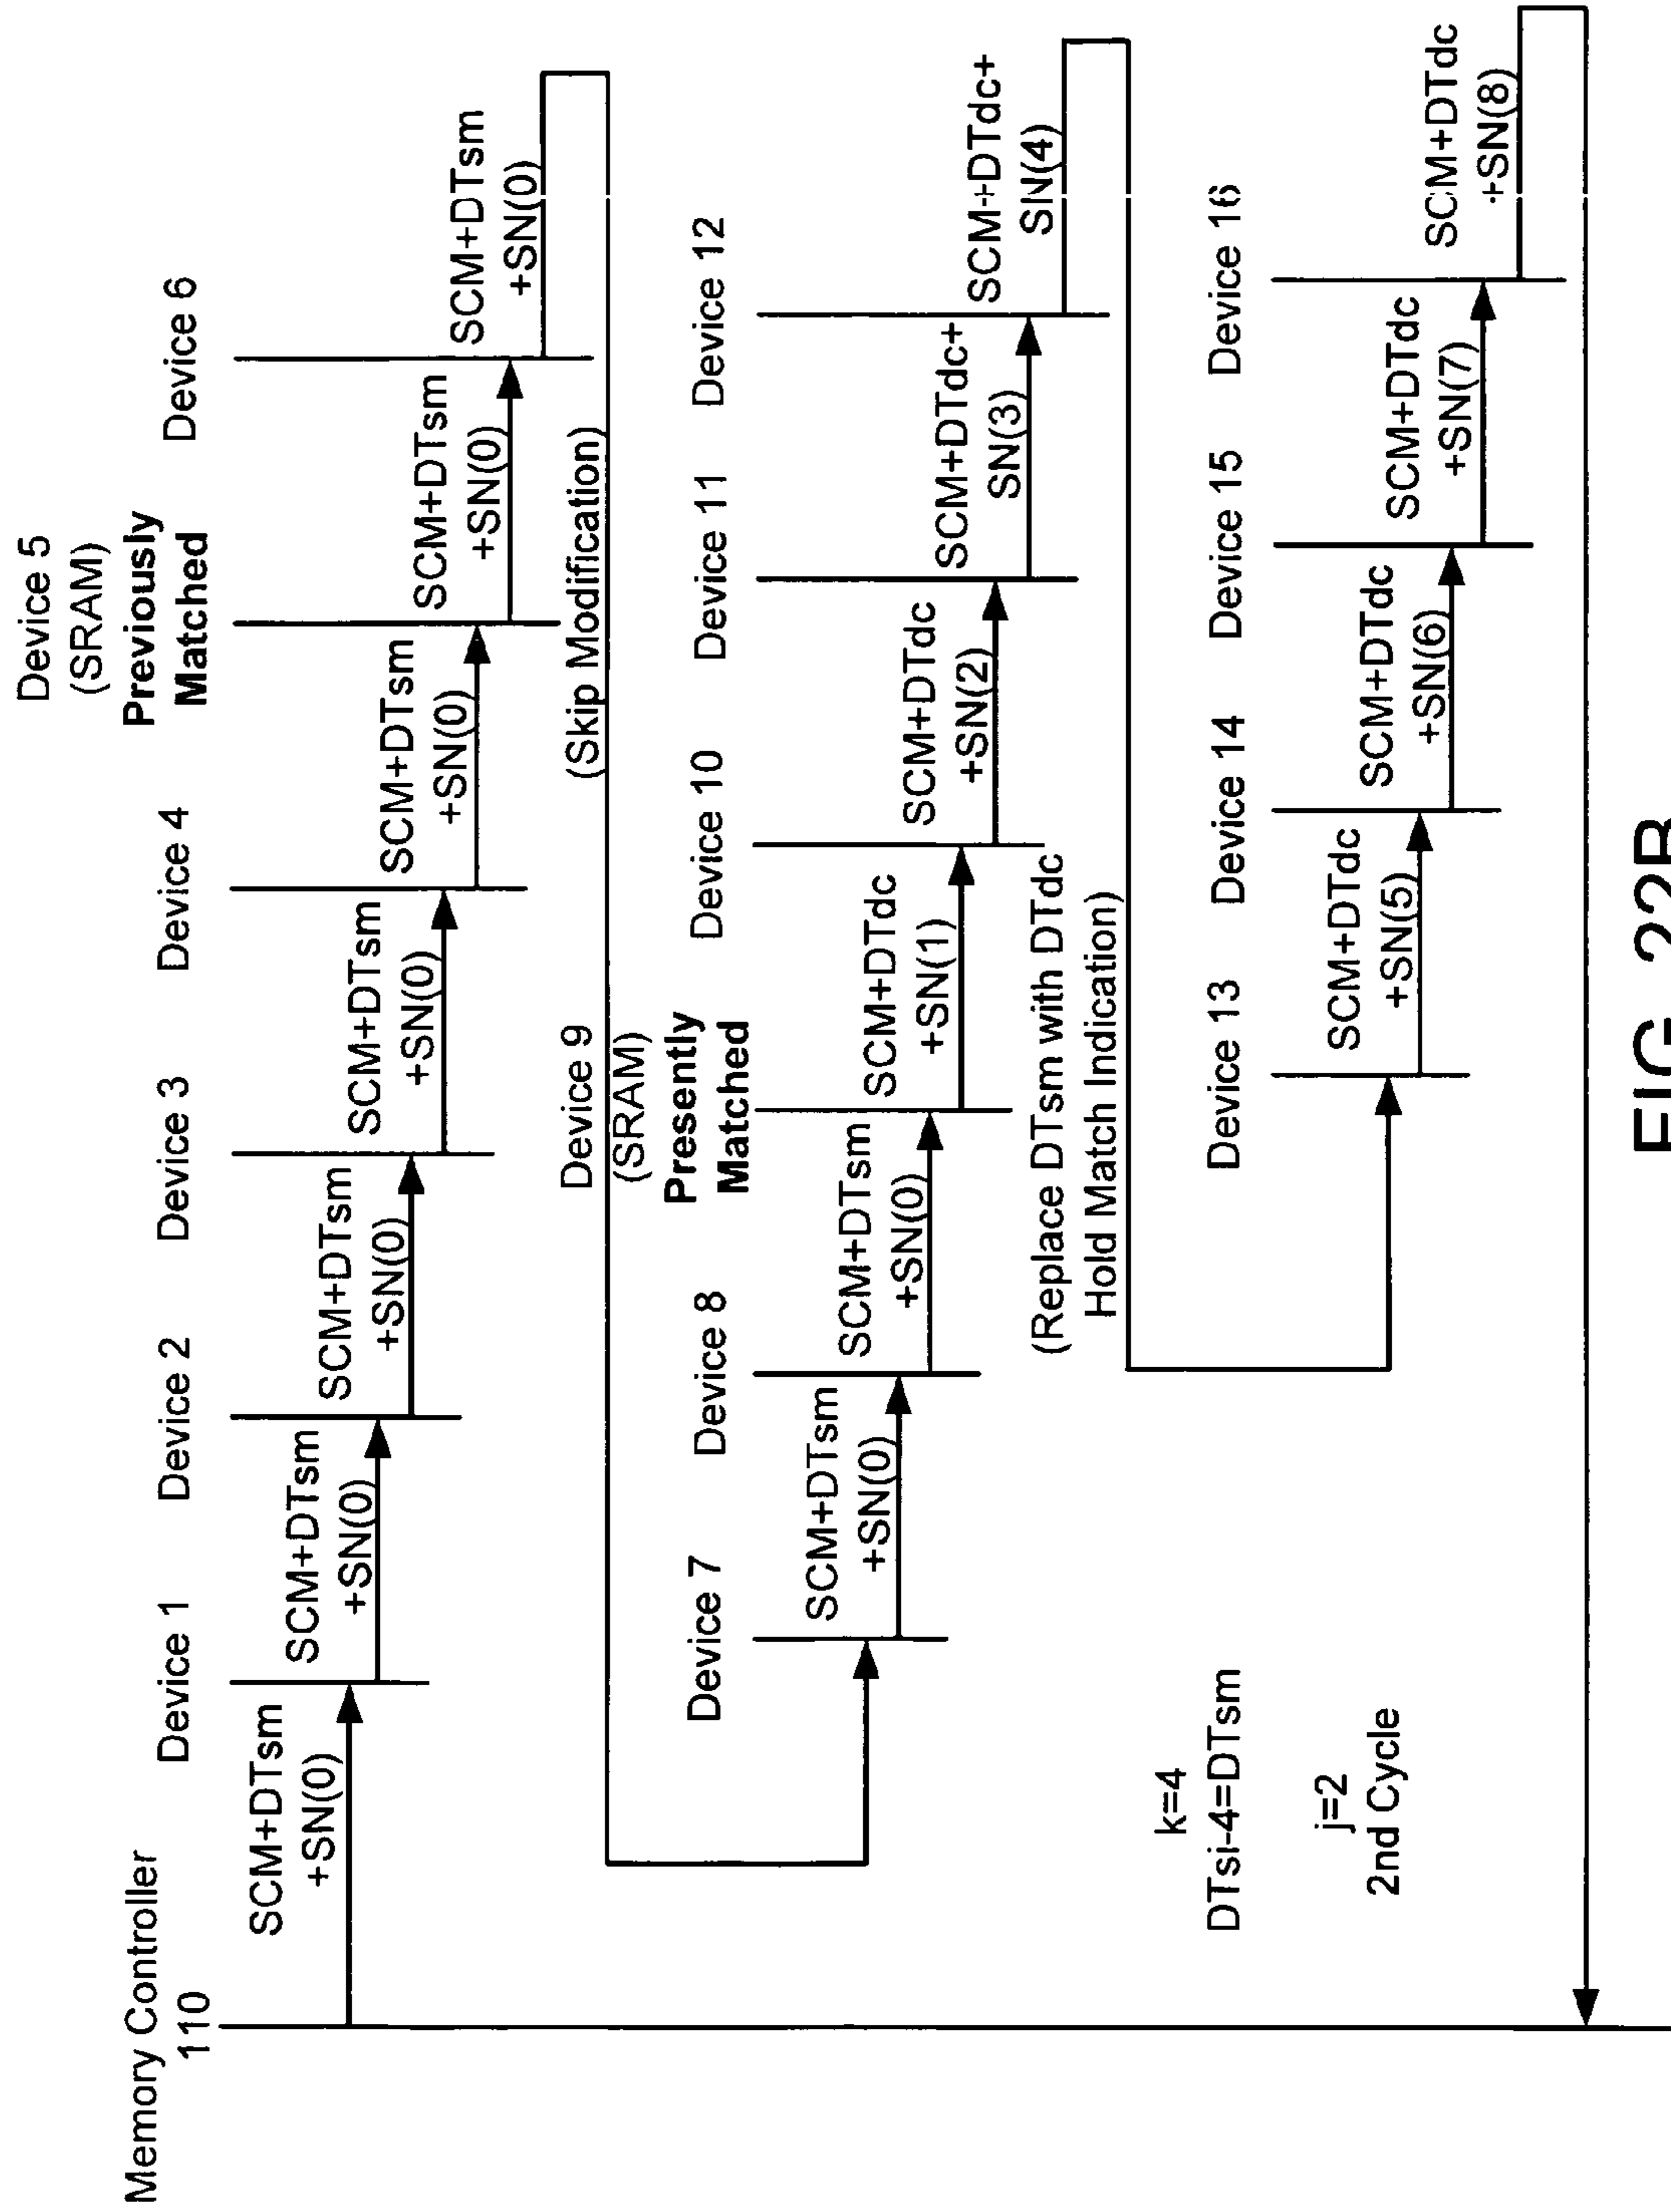 Memory Controller
110
Device 1
Device 2
Device 3
Device 4
Device 5
(SRAM)
Previously
Matched
Device 6
SCM+DTsm
+SN(0)
SCM+DTsm
+SN(0)
SCM+DTsm
+SN(0)
SCM+DTsm
+SN(0)
SCM+DTsm
+SN(0)
SCM+DTsm
+SN(0)
SCM+DTsm
+SN(0)
(Skip Modification)
Device 7
Device 8
Device 9
(SRAM)
Presently
Matched
Device 10
Device 11
Device 12
SCM+DTsm
+SN(0)
SCM+DTsm
+SN(0)
SCM+DTdc
+SN(1)
SCM+DTdc
+SN(2)
SCM+DTdc+
SN(3)
SCM+DTdc+
SN(4)
(Replace DTsm with DTdc
Hold Match Indication)
Device 13
Device 14
Device 15
Device 16
SCM+DTdc
+SN(5)
SCM+DTdc
+SN(6)
SCM+DTdc
+SN(7)
SCM+DTdc
+SN(8)
k=4
DTsi-4=DTsm
j=2
2nd Cycle
FIG. 22B